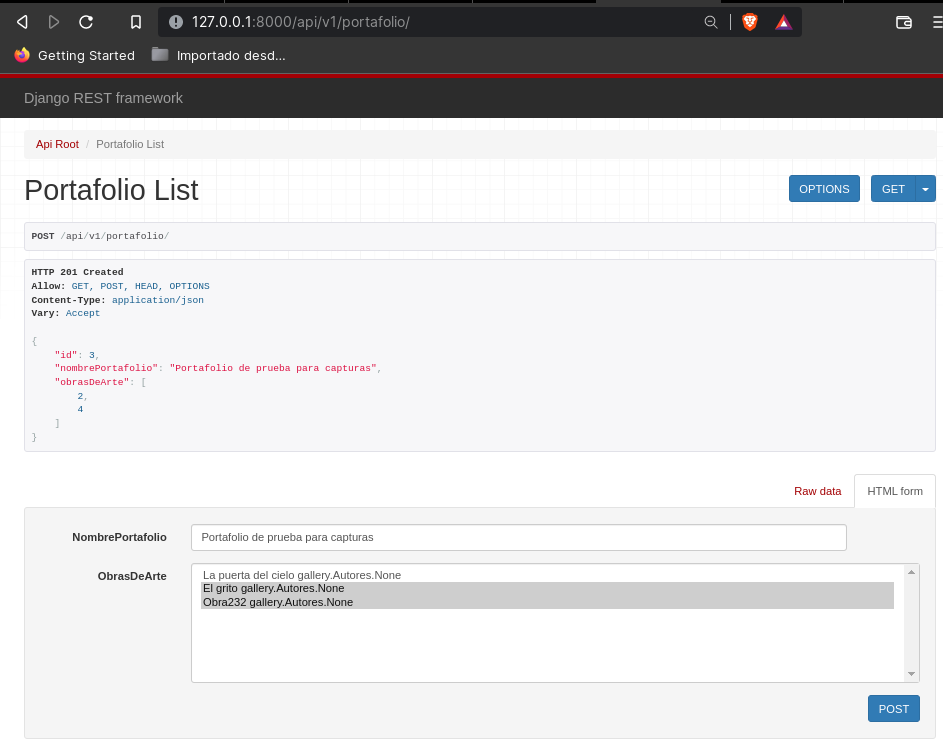 127.0.0.1:8000/api/v1/portafolio/
Getting Started Importado desd...
Django REST framework
Api Root / Portafolio List
Portafolio List
OPTIONS GET
POST /api/v1/portafolio/
HTTP 201 Created
Allow: GET, POST, HEAD, OPTIONS
Content-Type: application/json
Vary: Accept
{
"id": 3,
"nombrePortafolio": "Portafolio de prueba para capturas",
"obrasDeArte": [
2,
4
]
}
Raw data HTML form
NombrePortafolio Portafolio de prueba para capturas
ObrasDeArte La puerta del cielo gallery.Autores.None
El grito gallery.Autores.None
Obra232 gallery.Autores.None
POST